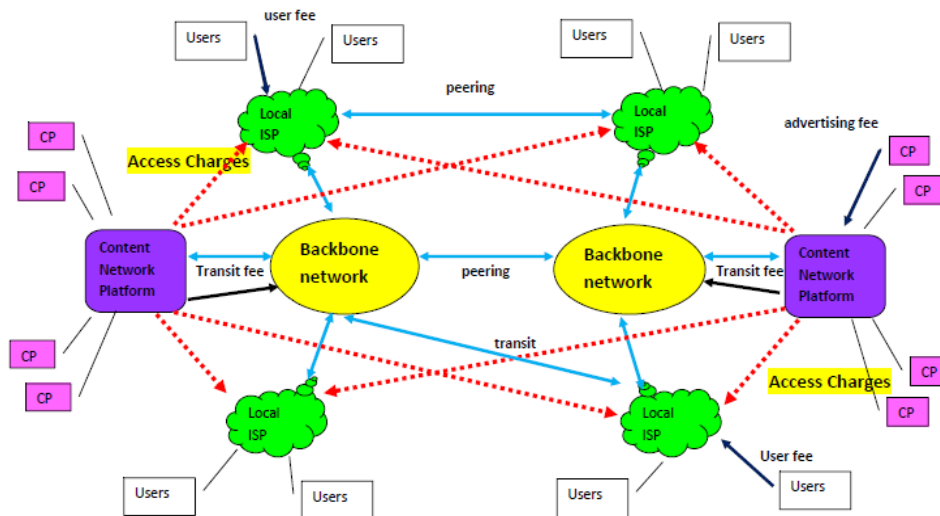 user fee
Users
Users
Users
Users
peering
Local
ISP
Local
ISP
advertising fee
CP
CP
Access Charges
CP
CP
Content
Network
Platform
Transit fee
Backbone
network
peering
Backbone
network
Transit fee
Content
Network
Platform
transit
CP
CP
Local
ISP
Local
ISP
Access Charges
CP
CP
User fee
Users
Users
Users
Users